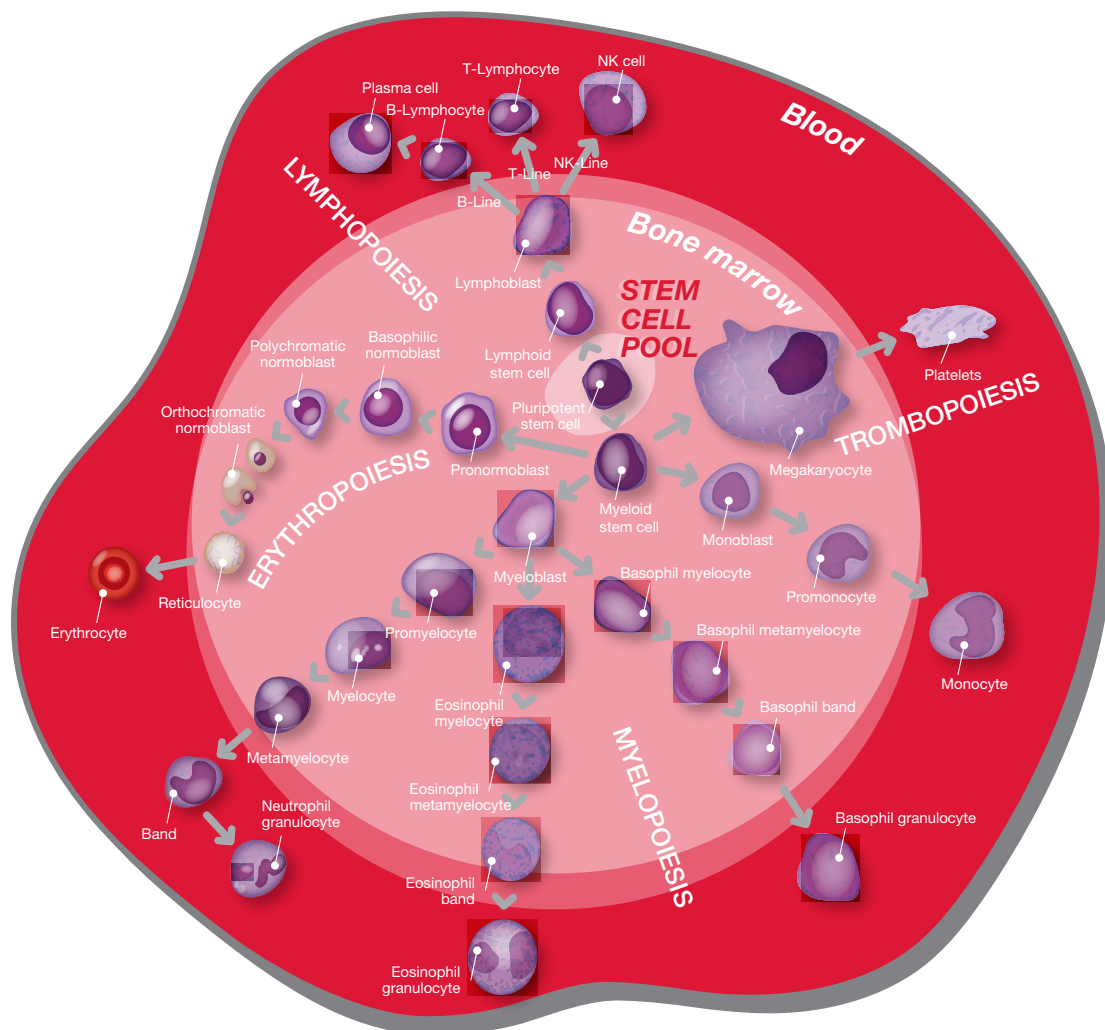 NK cell
T-Lymphocyte
Plasma cell
B-Lymphocyte
Blood
NK-Line
T-Line
B-Line
LYMPHOPOIESIS
Bone marrow
Lymphoblast
STEM
CELL
POOL
Lymphoid
stem cell
Pluripotent
stem cell
Platelets
TROMBOPOIESIS
Megakaryocyte
Polychromatic
normoblast
Basophilic
normoblast
Orthochromatic
normoblast
Pronormoblast
ERYTHROPOIESIS
Myeloid
stem cell
Monoblast
Promonocyte
Monocyte
Reticulocyte
Erythrocyte
Myeloblast
Basophil myelocyte
Promyelocyte
Basophil metamyelocyte
Myelocyte
Eosinophil
myelocyte
Basophil band
Metamyelocyte
MYELOPOIESIS
Eosinophil
metamyelocyte
Band
Neutrophil
granulocyte
Basophil granulocyte
Eosinophil
band
Eosinophil
granulocyte